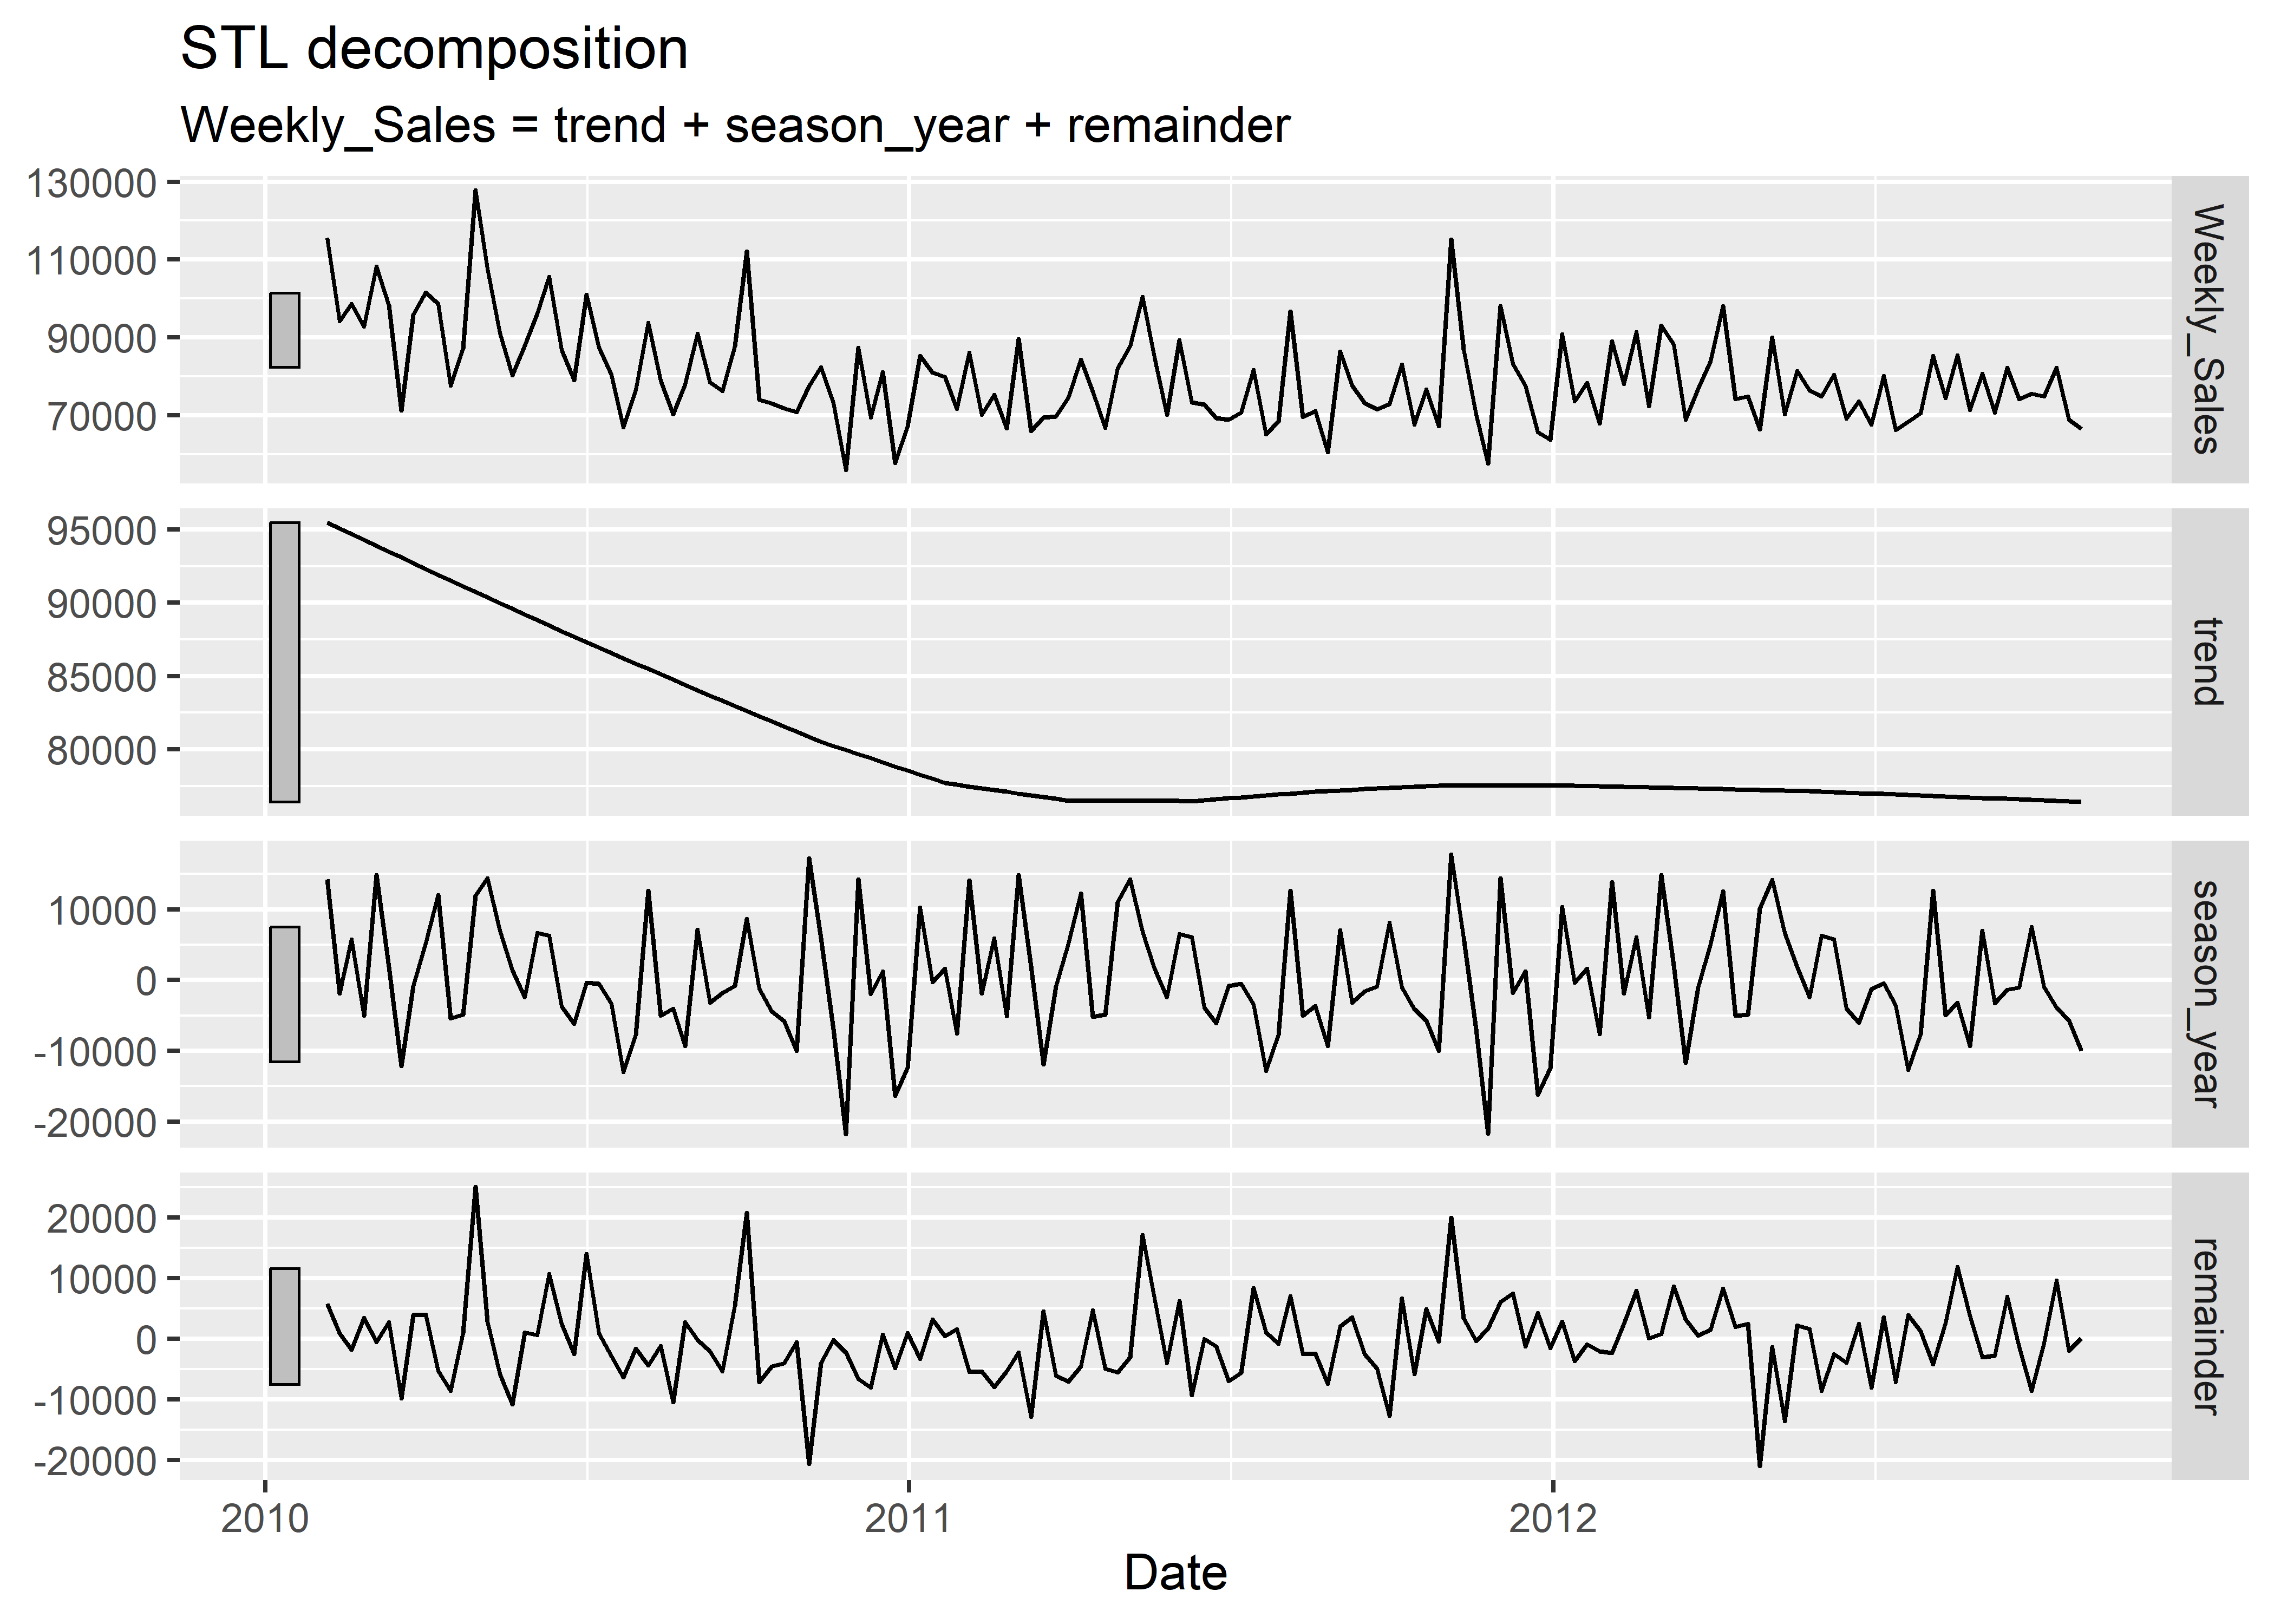 STL decomposition
Weekly_Sales = trend + season_year + remainder
130000
110000
90000
70000
Weekly_Sales
95000
90000
85000
80000
trend
10000
0
-10000
-20000
season_year
20000
10000
0
-10000
-20000
remainder
2010 2011 2012
Date